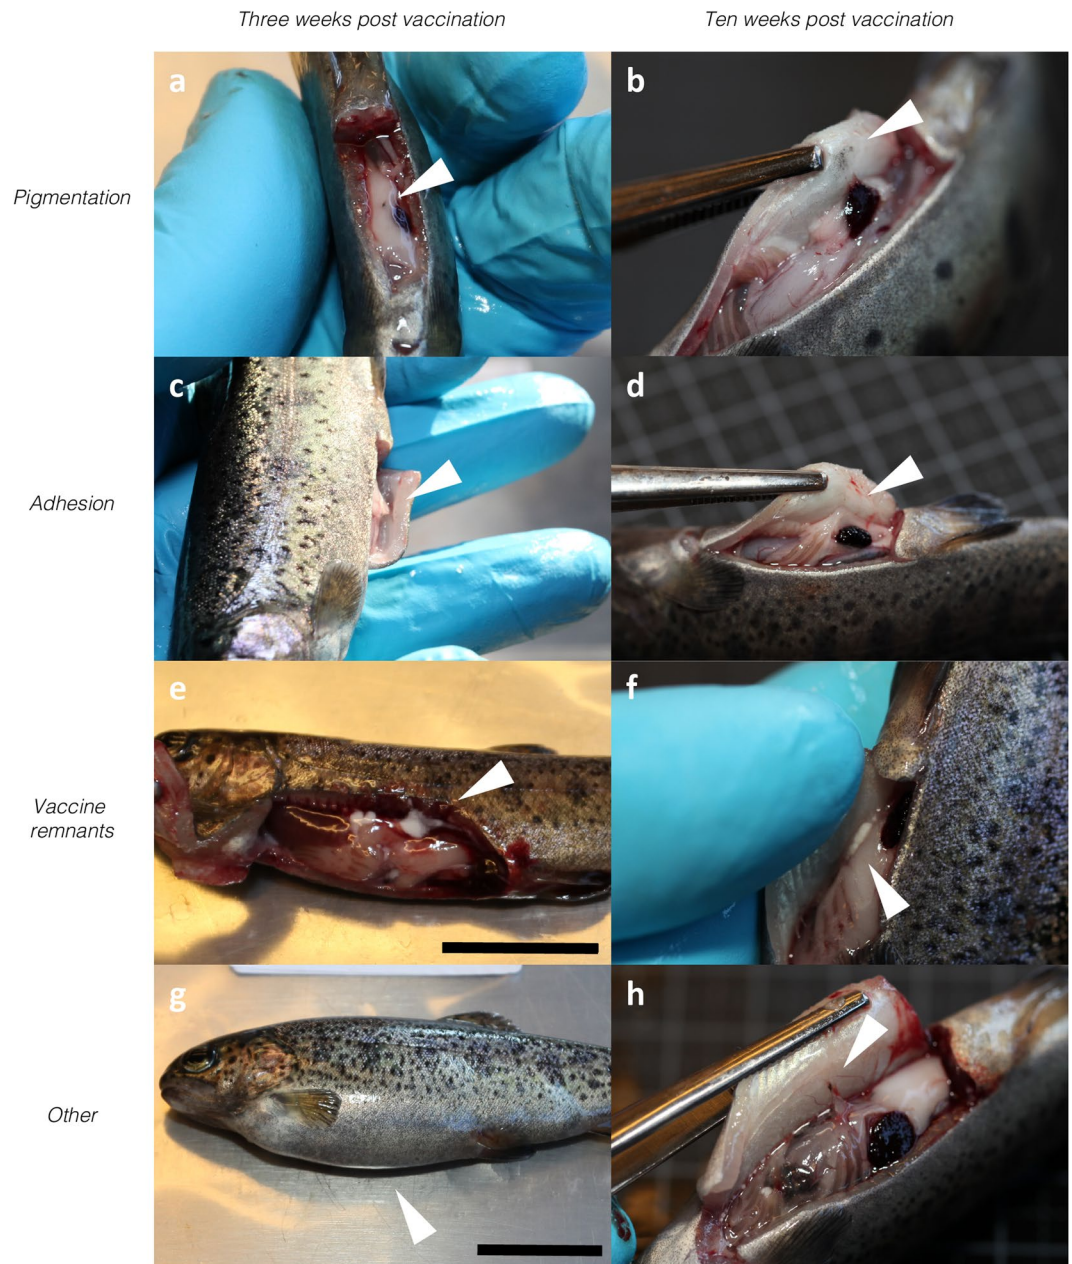 Three weeks post vaccination
Ten weeks post vaccination
Pigmentation
a
b
Adhesion
c
d
Vaccine
remnants
e
f
Other
g
h